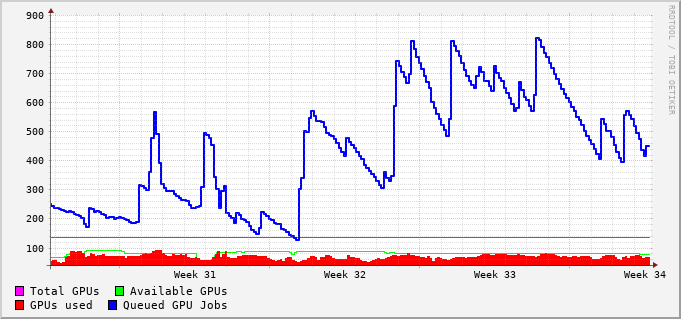 900
800
700
600
500
400
300
200
100
Week 31 Week 32 Week 33 Week 34
Total GPUs Available GPUs
GPUs used Queued GPU Jobs
RRDTOOL / TOBI OETIKER